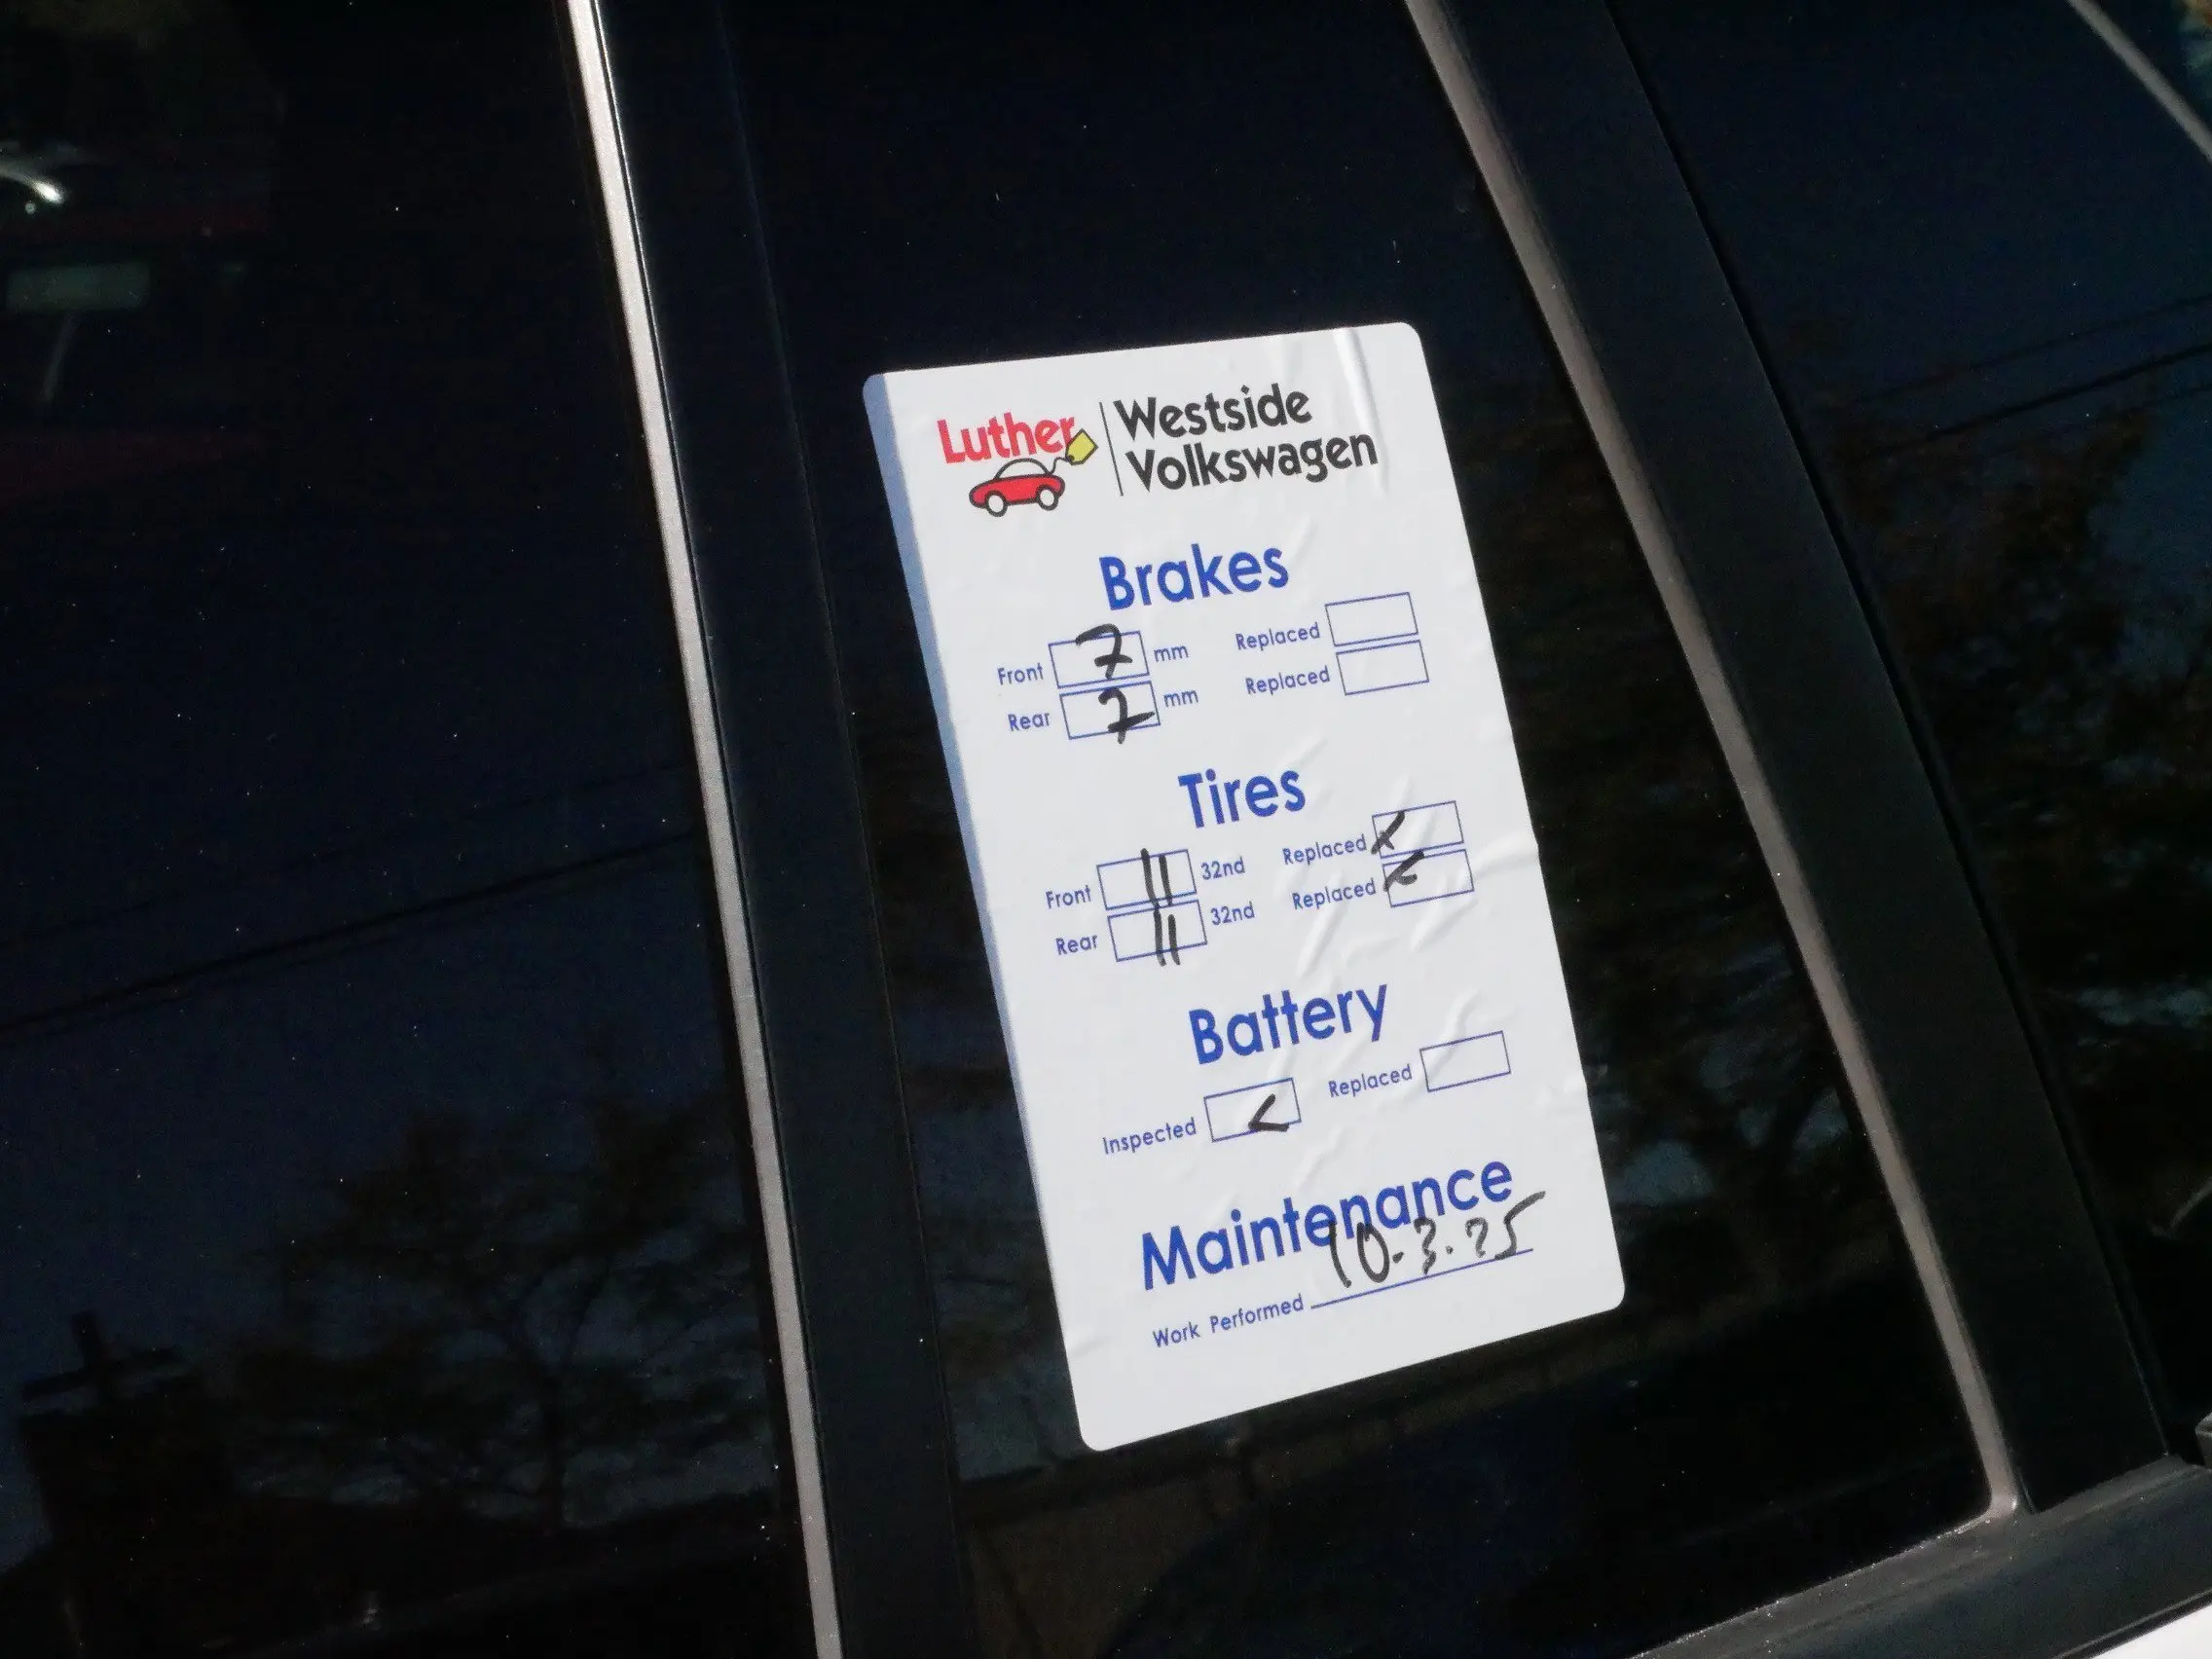 Luther
Westside
Volkswagen
Brakes
Front 7 mm Replaced
Rear 7 mm Replaced
Tires
Front 11 32nd Replaced X
Rear 11 32nd Replaced X
Battery
Inspected ✓ Replaced
Maintenance
Work Performed 10-3-25